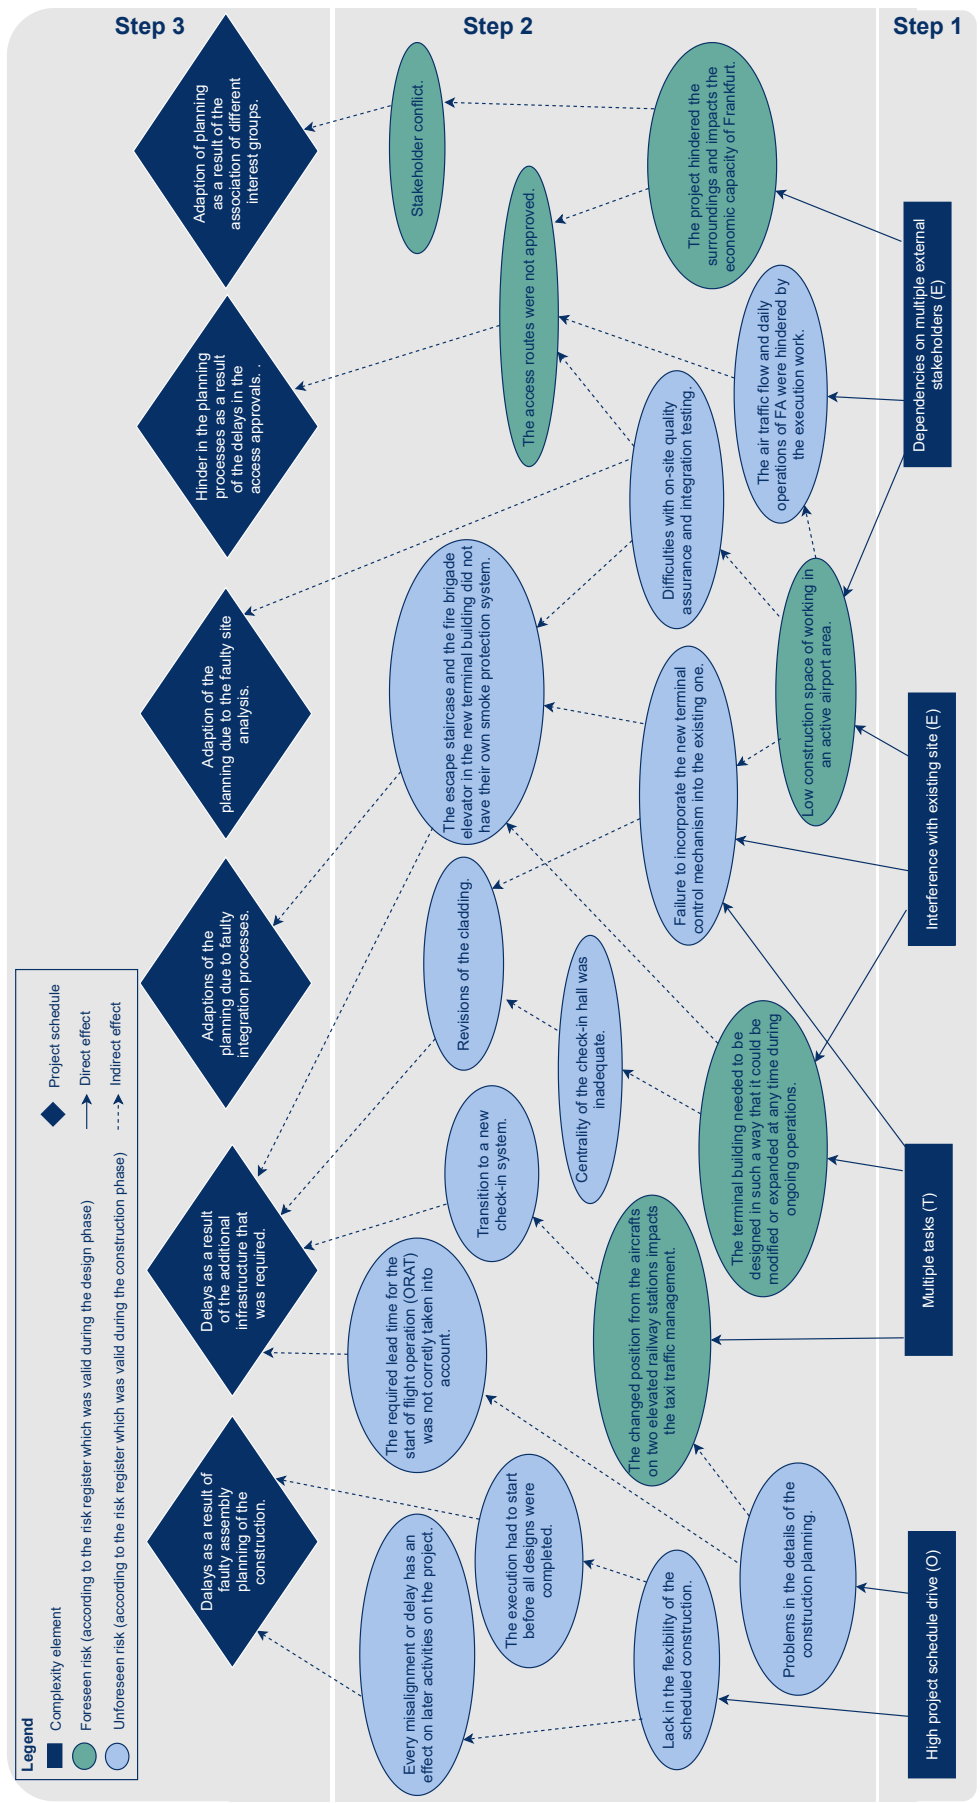 Step 3
Step 2
Step 1
Legend
Complexity element
Foreseen risk (according to the risk register which was valid during the design phase)
Unforeseen risk (according to the risk register which was valid during the construction phase)
Project schedule
Direct effect
Indirect effect
Dalays as a result of
faulty assembly
planning of the
construction.
Delays as a result
of the additional
infrastructure that
was required.
Adaptions of the
planning due to faulty
integration processes.
Adaption of the
planning due to the faulty site
analysis.
Hinder in the planning
processes as a result
of the delays in the
access approvals. .
Adaption of planning
as a result of the
association of different
interest groups.
Every misalignment or delay has an
effect on later activities on the project.
The required lead time for the
start of flight operation (ORAT)
was not corretly taken into
account.
Transition to a new
check-in system.
Revisions of the cladding.
The escape staircase and the fire brigade
elevator in the new terminal building did not
have their own smoke protection system.
The access routes were not approved.
Stakeholder conflict.
The execution had to start
before all designs were
completed.
Centrality of the check-in hall was
inadequate.
Lack in the flexibility of the
scheduled construction.
The changed position from the aircrafts
on two elevated railway stations impacts
the taxi traffic management.
Failure to incorporate the new terminal
control mechanism into the existing one.
Difficulties with on-site quality
assurance and integration testing.
The project hindered the
surroundings and impacts the
economic capacity of Frankfurt.
Problems in the details of the
construction planning.
The terminal building needed to be
designed in such a way that it could be
modified or expanded at any time during
ongoing operations.
Low construction space of working in
an active airport area.
The air traffic flow and daily
operations of FA were hindered by
the execution work.
High project schedule drive (O)
Multiple tasks (T)
Interference with existing site (E)
Dependencies on multiple external
stakeholders (E)